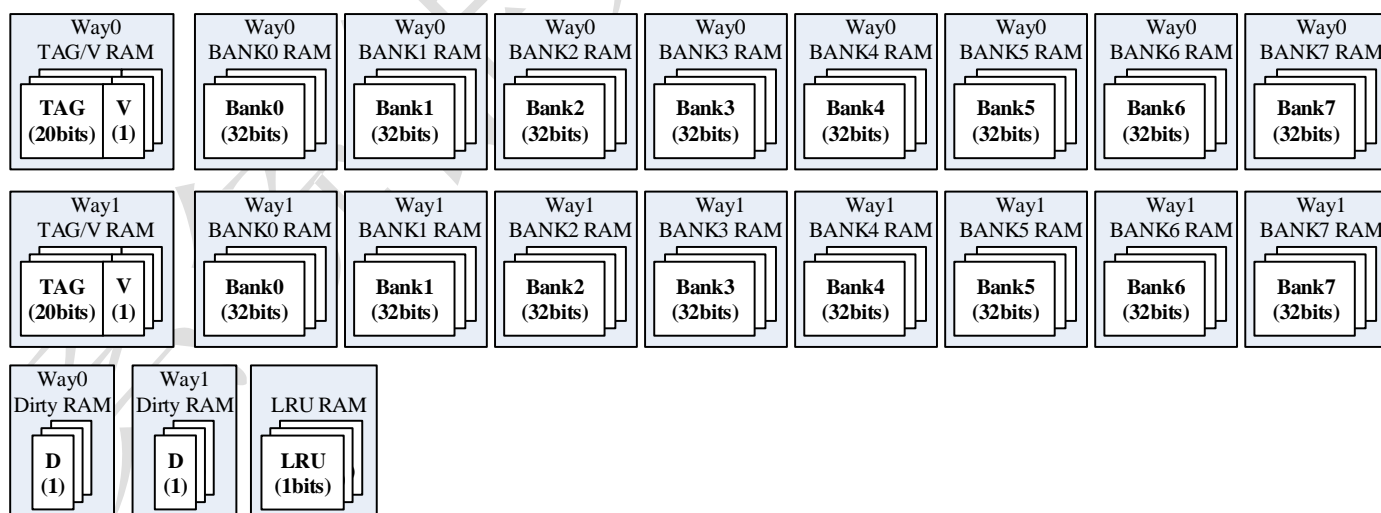 Way0
TAG/V RAM
TAG
(20bits)
V
(1)
Way0
BANK0 RAM
Bank0
(32bits)
Way0
BANK1 RAM
Bank1
(32bits)
Way0
BANK2 RAM
Bank2
(32bits)
Way0
BANK3 RAM
Bank3
(32bits)
Way0
BANK4 RAM
Bank4
(32bits)
Way0
BANK5 RAM
Bank5
(32bits)
Way0
BANK6 RAM
Bank6
(32bits)
Way0
BANK7 RAM
Bank7
(32bits)
Way1
TAG/V RAM
TAG
(20bits)
V
(1)
Way1
BANK0 RAM
Bank0
(32bits)
Way1
BANK1 RAM
Bank1
(32bits)
Way1
BANK2 RAM
Bank2
(32bits)
Way1
BANK3 RAM
Bank3
(32bits)
Way1
BANK4 RAM
Bank4
(32bits)
Way1
BANK5 RAM
Bank5
(32bits)
Way1
BANK6 RAM
Bank6
(32bits)
Way1
BANK7 RAM
Bank7
(32bits)
Way0
Dirty RAM
D
(1)
Way1
Dirty RAM
D
(1)
LRU RAM
LRU
(1bits)